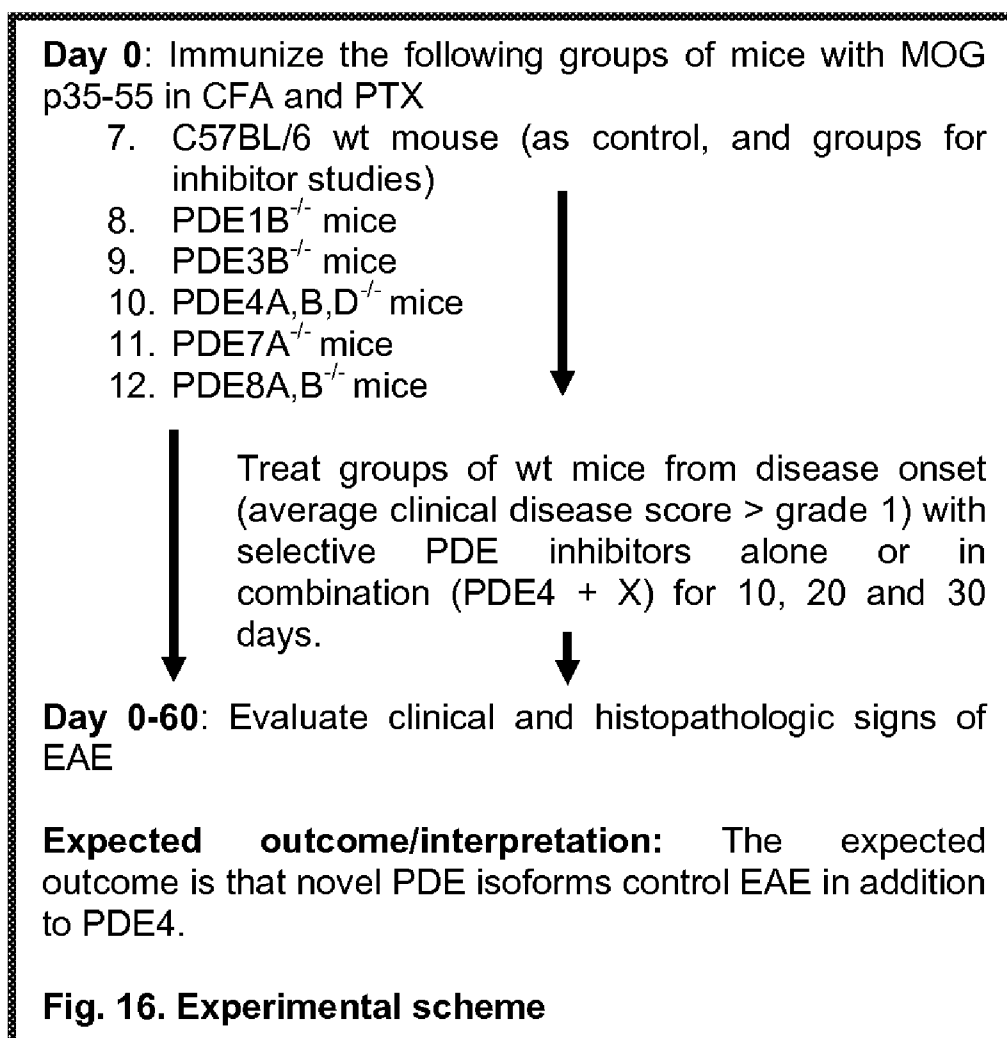 Day 0: Immunize the following groups of mice with MOG
p35-55 in CFA and PTX
7. C57BL/6 wt mouse (as control, and groups for
inhibitor studies)
8. PDE1B-/- mice
9. PDE3B-/- mice
10. PDE4A,B,D-/- mice
11. PDE7A-/- mice
12. PDE8A,B-/- mice
Treat groups of wt mice from disease onset
(average clinical disease score > grade 1) with
selective PDE inhibitors alone or in
combination (PDE4 + X) for 10, 20 and 30
days.
Day 0-60: Evaluate clinical and histopathologic signs of
EAE
Expected outcome/interpretation: The expected
outcome is that novel PDE isoforms control EAE in addition
to PDE4.
Fig. 16. Experimental scheme